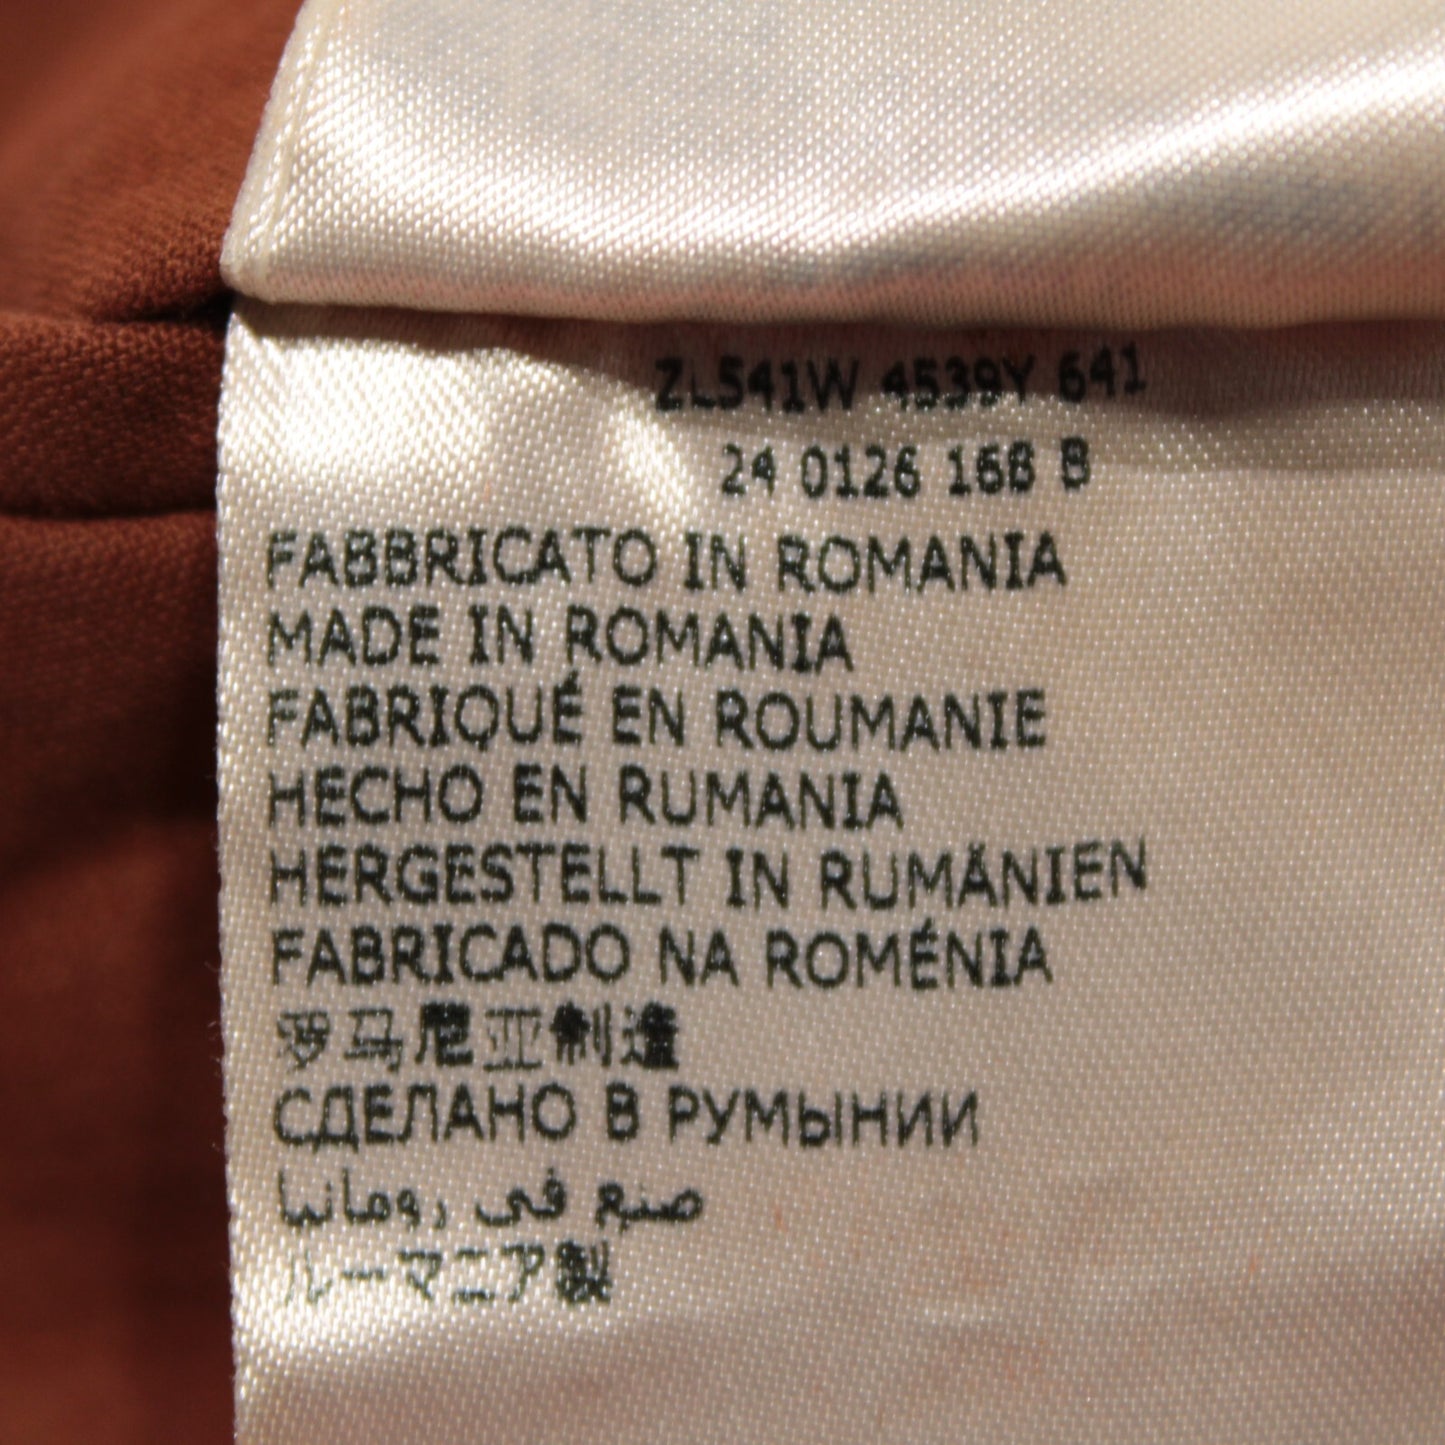 ZL541W 4539Y 641
24 0126 168 B
FABBRICATO IN ROMANIA
MADE IN ROMANIA
FABRIQUÉ EN ROUMANIE
HECHO EN RUMANIA
HERGESTELLT IN RUMÄNIEN
FABRICADO NA ROMÉNIA
罗马尼亚制造
СДЕЛАНО В РУМЫНИИ
صنع في رومانيا
ルーマニア製